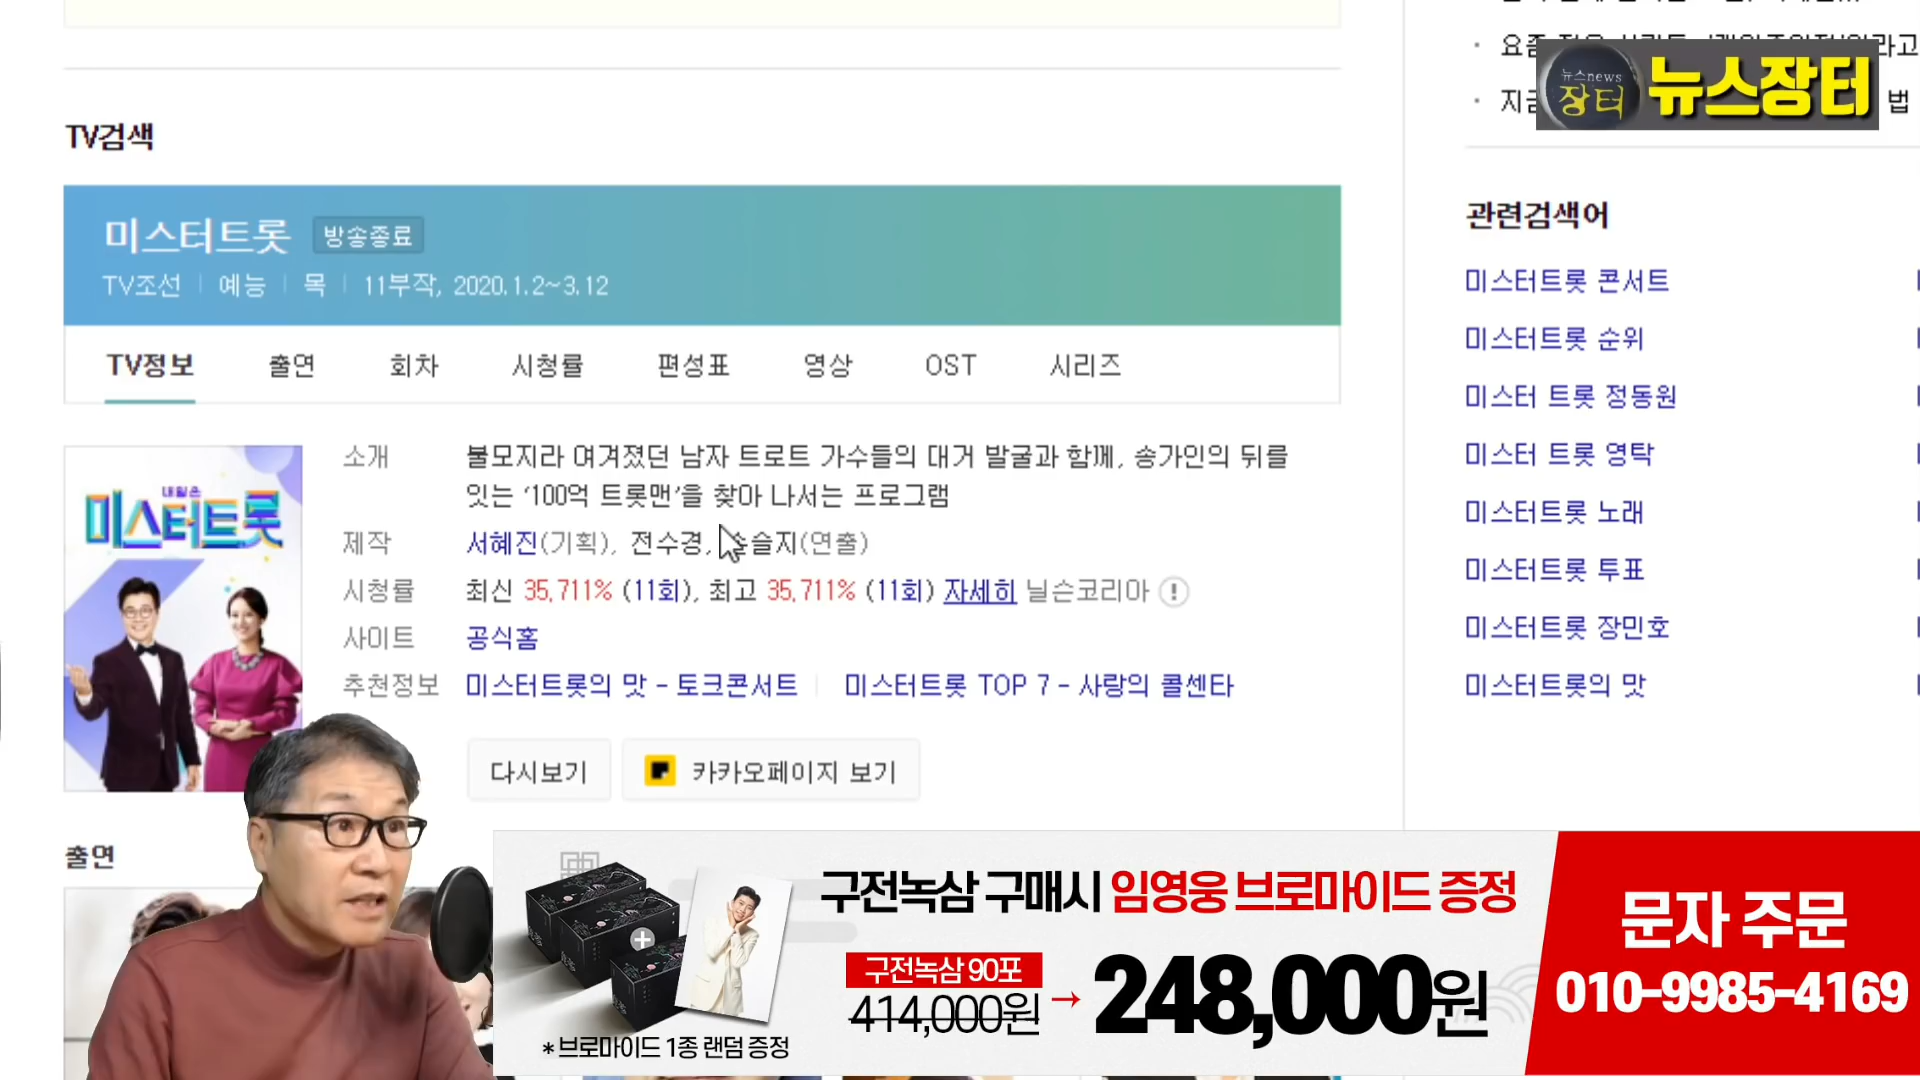 뉴스news
장터
뉴스장터
법
TV검색
미스터트롯 방송종료
TV조선 예능 목 11부작, 2020.1.2~3.12
TV정보 출연 회차 시청률 편성표 영상 OST 시리즈
내일은
미스터트롯
소개 불모지라 여겨졌던 남자 트로트 가수들의 대거 발굴과 함께, 송가인의 뒤를
잇는 ‘100억 트롯맨’을 찾아 나서는 프로그램
제작 서혜진(기획), 전수경, 슬지(연출)
시청률 최신 35,711% (11회), 최고 35,711% (11회) 자세히 닐슨코리아
사이트 공식홈
추천정보 미스터트롯의 맛 - 토크콘서트 미스터트롯 TOP 7 - 사랑의 콜센타
다시보기 카카오페이지 보기
출연
관련검색어
미스터트롯 콘서트
미스터트롯 순위
미스터 트롯 정동원
미스터 트롯 영탁
미스터트롯 노래
미스터트롯 투표
미스터트롯 장민호
미스터트롯의 맛
구전녹삼 구매시 임영웅 브로마이드 증정
구전녹삼 90포
414,000원 → 248,000원
*브로마이드 1종 랜덤 증정
문자 주문
010-9985-4169